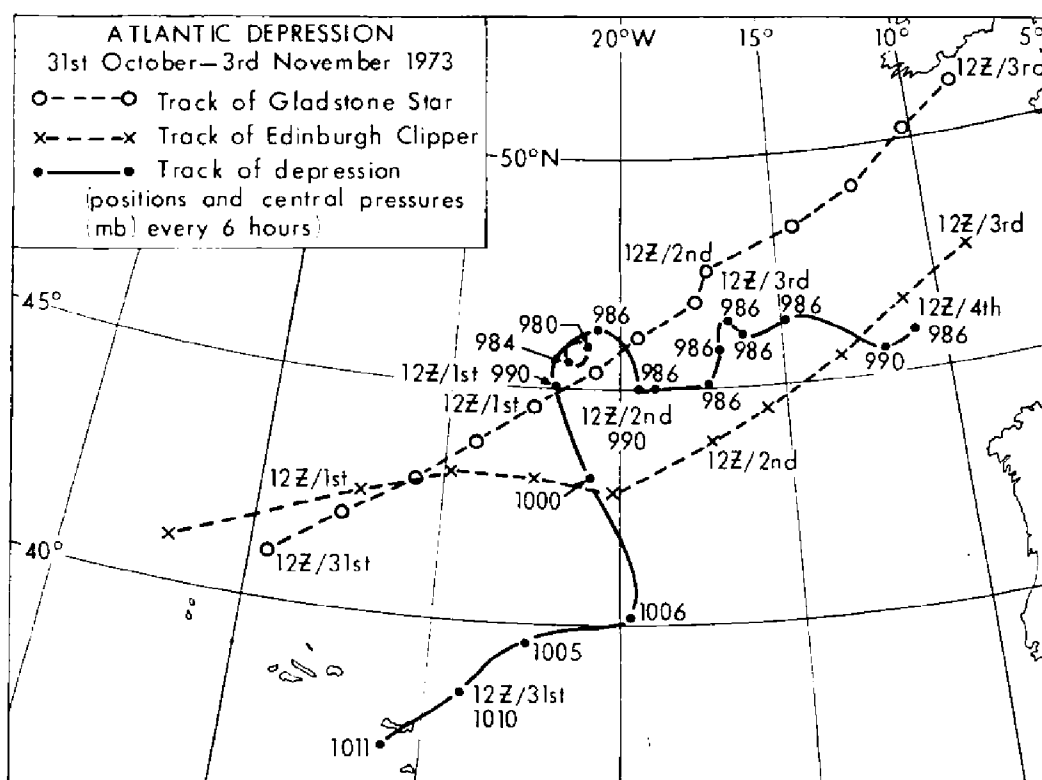 ATLANTIC DEPRESSION
31st October—3rd November 1973
Track of Gladstone Star
Track of Edinburgh Clipper
Track of depression
(positions and central pressures
(mb) every 6 hours)
20°W
15°
10°
5°
12Z/3rd
50°N
12Z/3rd
12Z/2nd
12Z/3rd
45°
986
986
12Z/4th
986
980
984
986
986
990
12Z/1st
990
986
986
12Z/1st
12Z/2nd
990
12Z/2nd
12Z/1st
1000
40°
12Z/31st
1006
1005
12Z/31st
1010
1011